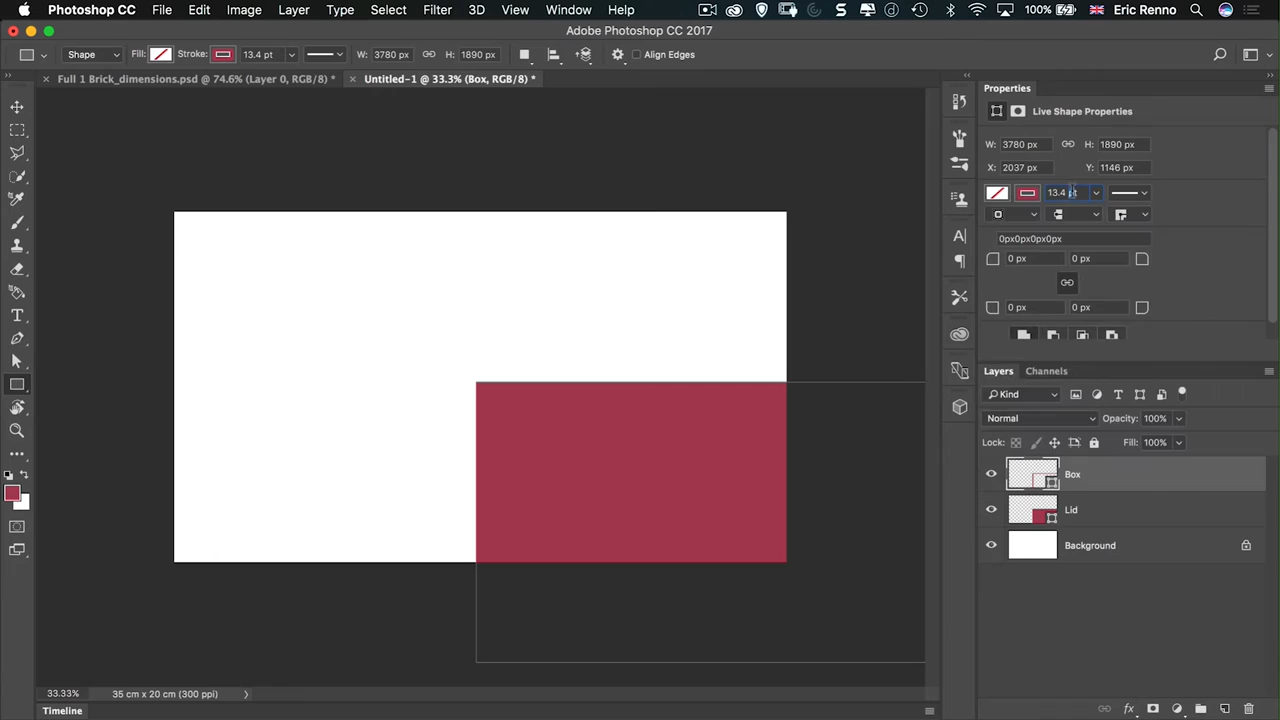 Photoshop CC File Edit Image Layer Type Select Filter 3D View Window Help 100% Eric Renno
Adobe Photoshop CC 2017
Shape Fill: Stroke: 13.4 pt W: 3780 px H: 1890 px Align Edges
Full 1 Brick_dimensions.psd @ 74.6% (Layer 0, RGB/8) * Untitled-1 @ 33.3% (Box, RGB/8) *
Properties
Live Shape Properties
W: 3780 px H: 1890 px
X: 2037 px Y: 1146 px
13.4 pt
0px0px0px0px
0 px 0 px
0 px 0 px
Layers Channels
Kind
Normal Opacity: 100%
Lock: Fill: 100%
Box
Lid
Background
33.33% 35 cm x 20 cm (300 ppi)
Timeline